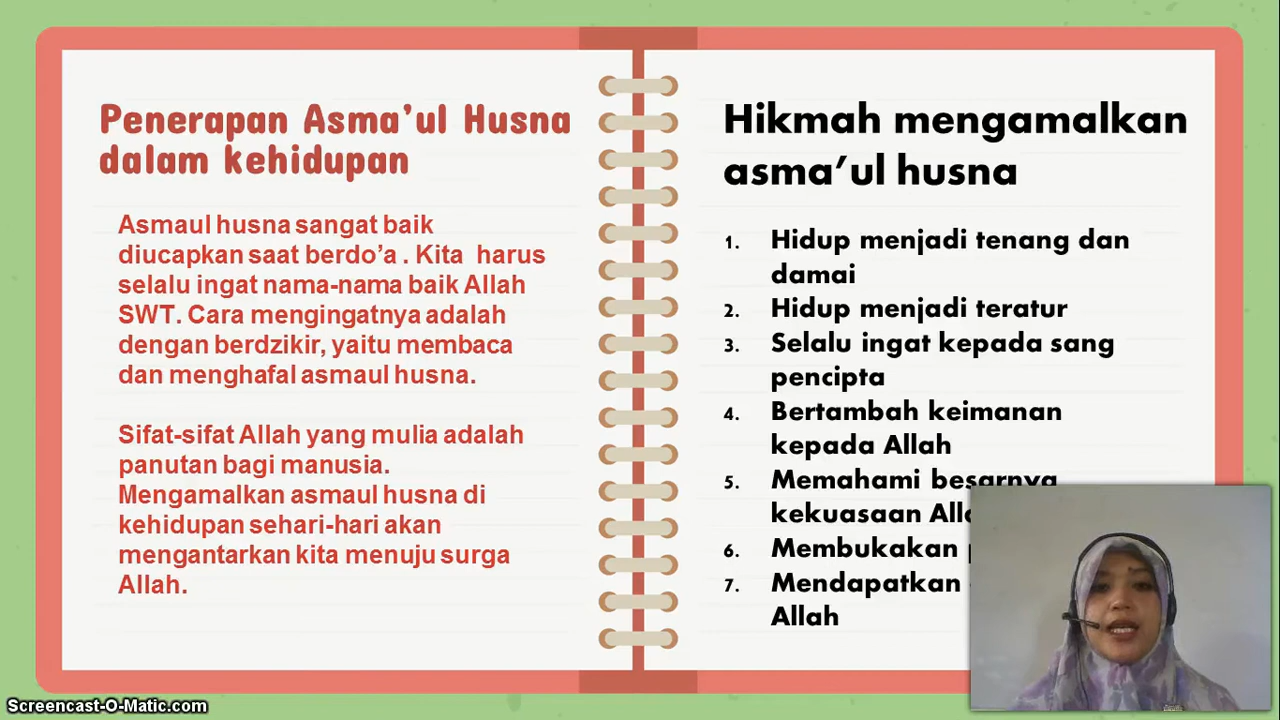 Penerapan Asma’ul Husna
dalam kehidupan
Asmaul husna sangat baik
diucapkan saat berdo’a . Kita harus
selalu ingat nama-nama baik Allah
SWT. Cara mengingatnya adalah
dengan berdzikir, yaitu membaca
dan menghafal asmaul husna.
Sifat-sifat Allah yang mulia adalah
panutan bagi manusia.
Mengamalkan asmaul husna di
kehidupan sehari-hari akan
mengantarkan kita menuju surga
Allah.
Hikmah mengamalkan
asma’ul husna
1. Hidup menjadi tenang dan
damai
2. Hidup menjadi teratur
3. Selalu ingat kepada sang
pencipta
4. Bertambah keimanan
kepada Allah
5. Memahami besarnya
kekuasaan
6. Membukakan
7. Mendapatkan
Allah
Screencast-O-Matic.com